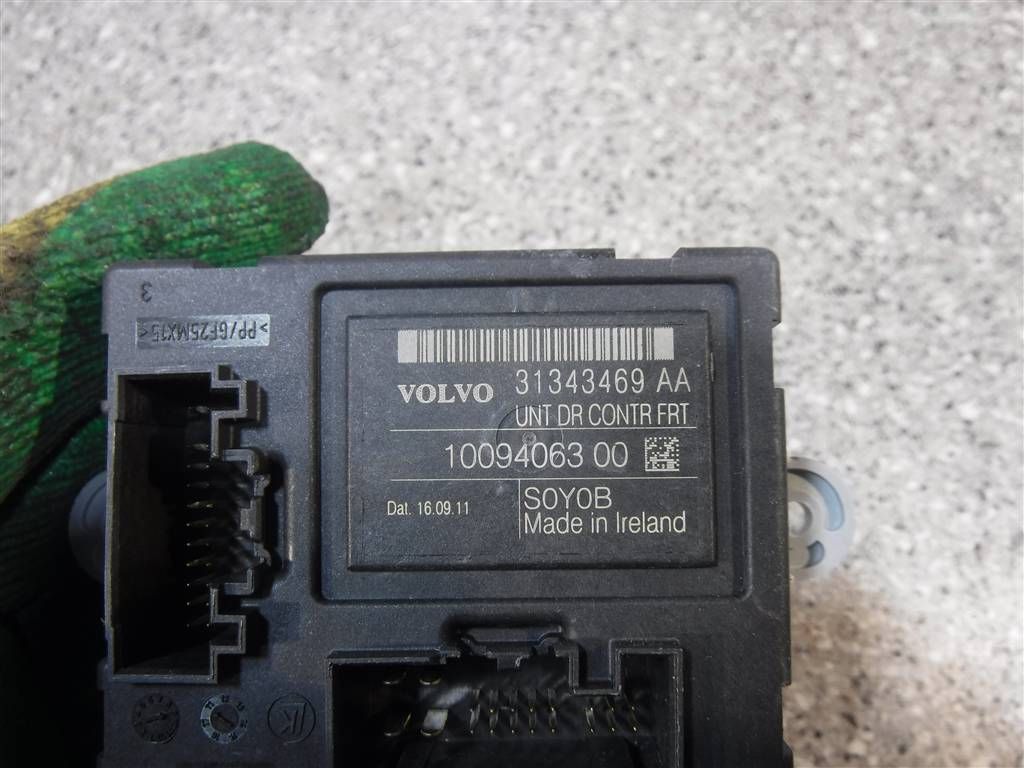 3
>PP/GF25MX15<
VOLVO 31343469 AA
UNT DR CONTR FRT
10094063 00
Dat. 16.09.11
S0Y0B
Made in Ireland